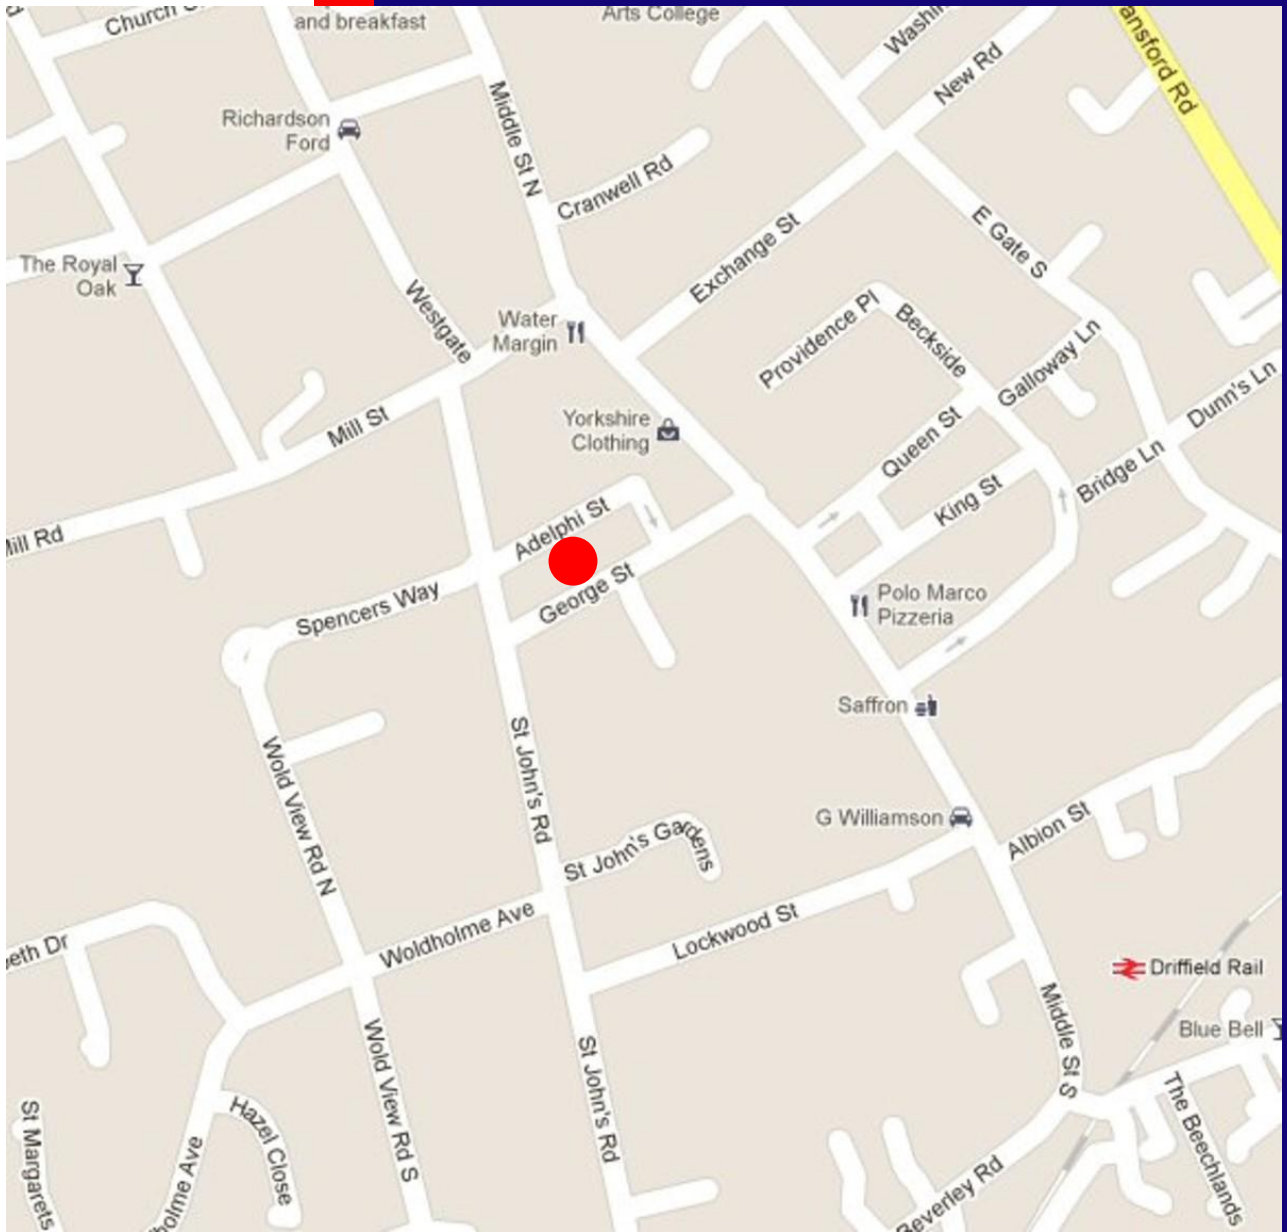 Church
and breakfast
Arts College
New Rd
Richardson
Ford
Middle St N
Cranwell Rd
Exchange St
E Gate S
The Royal
Oak
Westgate
Water
Margin
Providence Pl
Beckside
Galloway Ln
Dunn's Ln
Mill St
Yorkshire
Clothing
Queen St
Bridge Ln
King St
Adelphi St
George St
Spencers Way
Polo Marco
Pizzeria
Saffron
St John's Rd
Wold View Rd N
G Williamson
Albion St
St John's Gardens
Woldholme Ave
Lockwood St
Driffield Rail
Middle St S
Blue Bell
Wold View Rd S
St John's Rd
Hazel Close
St Margarets
The Beechlands
Beverley Rd